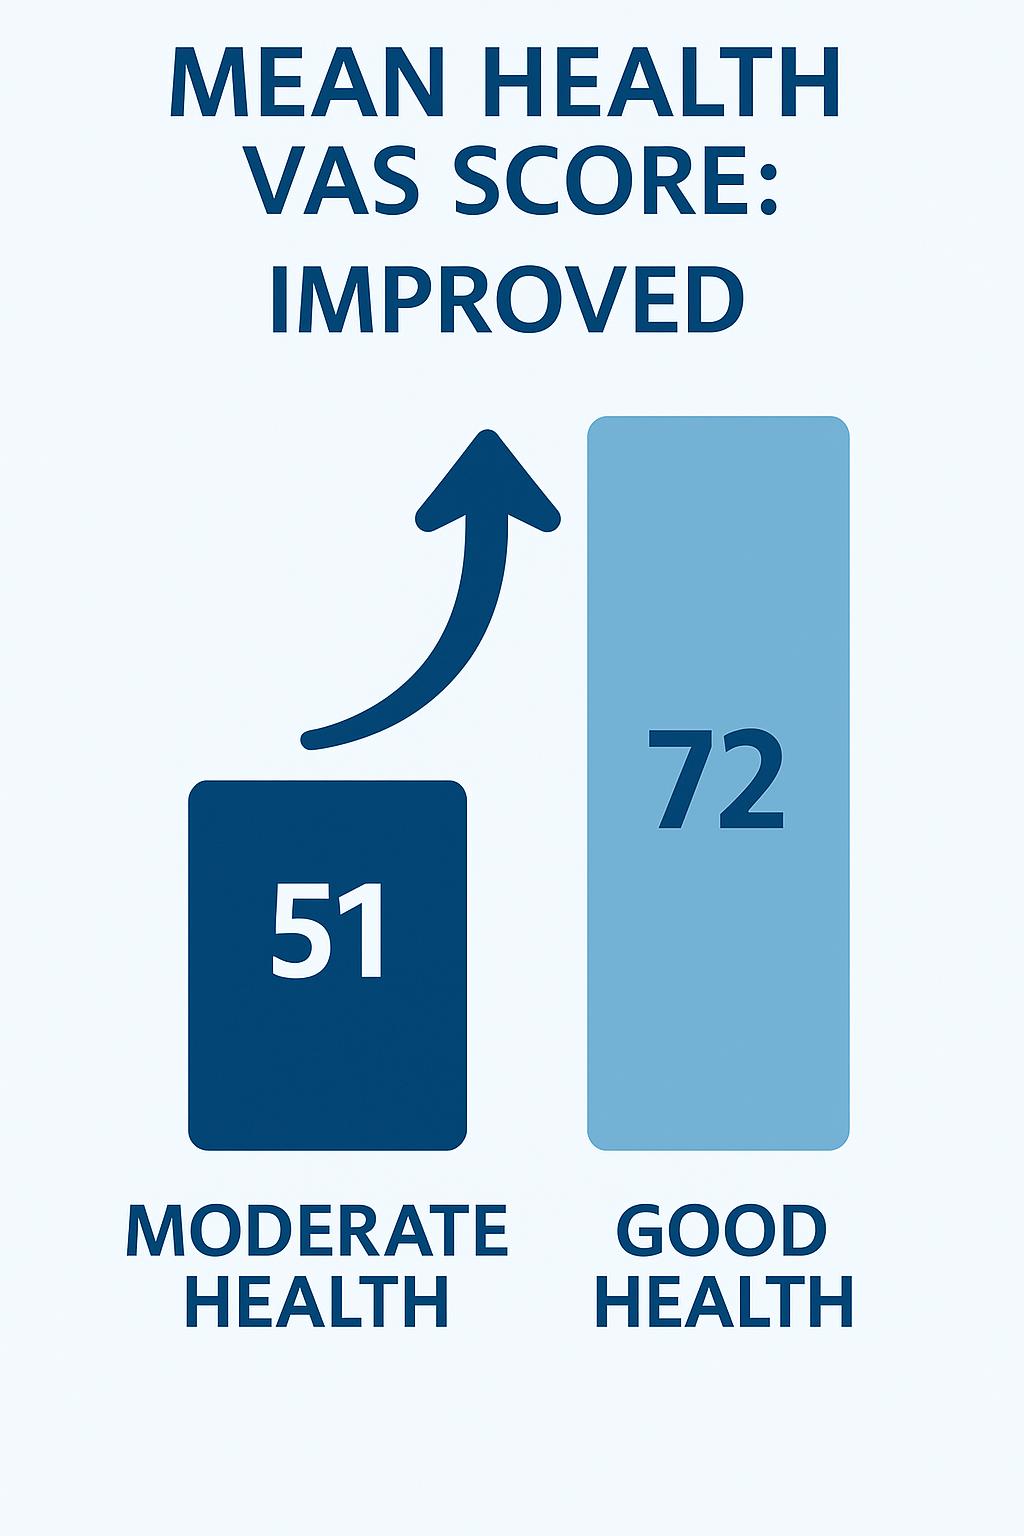 MEAN HEALTH
VAS SCORE:
IMPROVED
72
51
MODERATE
HEALTH
GOOD
HEALTH